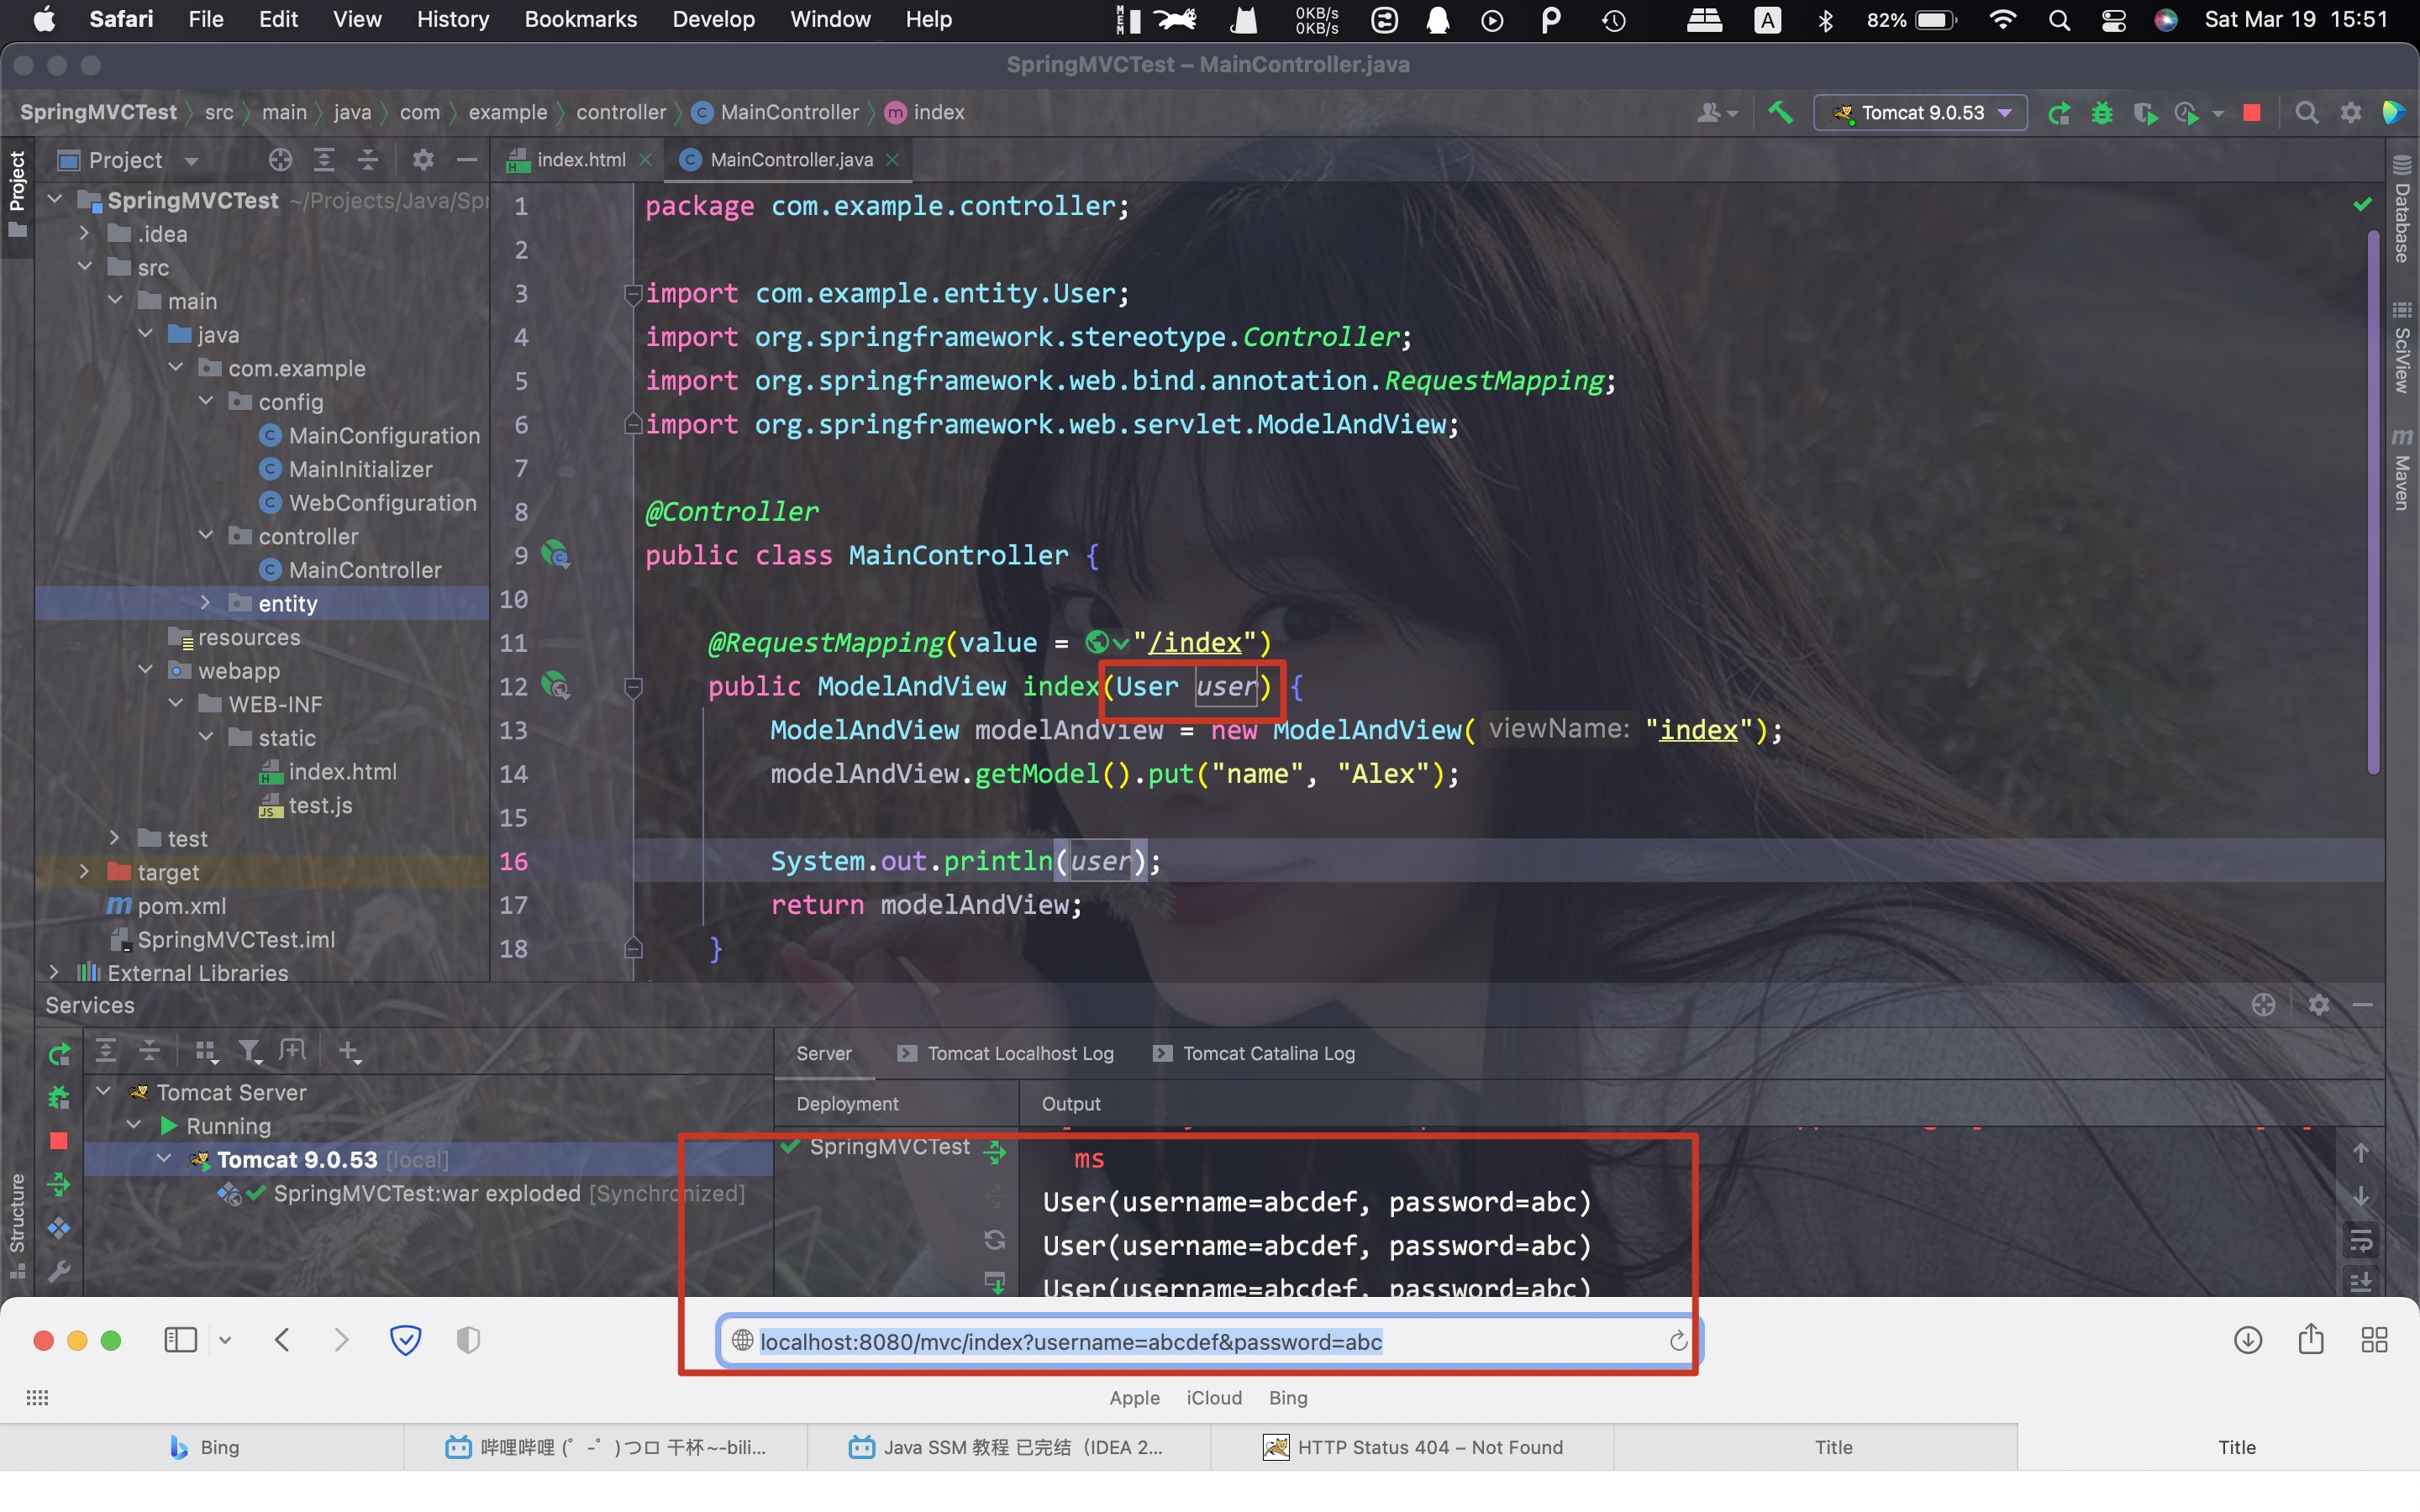 Safari File Edit View History Bookmarks Develop Window Help MEM 0KB/s 0KB/s A 82% Sat Mar 19 15:51
SpringMVCTest – MainController.java
SpringMVCTest src main java com example controller MainController index Tomcat 9.0.53
Project
index.html MainController.java
Project
SpringMVCTest ~/Projects/Java/Spr
.idea
src
main
java
com.example
config
MainConfiguration
MainInitializer
WebConfiguration
controller
MainController
entity
resources
webapp
WEB-INF
static
index.html
test.js
test
target
pom.xml
SpringMVCTest.iml
External Libraries
1 package com.example.controller;
2
3 import com.example.entity.User;
4 import org.springframework.stereotype.Controller;
5 import org.springframework.web.bind.annotation.RequestMapping;
6 import org.springframework.web.servlet.ModelAndView;
7
8 @Controller
9 public class MainController {
10
11 @RequestMapping(value = "/index")
12 public ModelAndView index(User user) {
13 ModelAndView modelAndView = new ModelAndView( viewName: "index");
14 modelAndView.getModel().put("name", "Alex");
15
16 System.out.println(user);
17 return modelAndView;
18 }
Database
SciView
Maven
Services
Structure
Tomcat Server
Running
Tomcat 9.0.53 [local]
SpringMVCTest:war exploded [Synchronized]
Server Tomcat Localhost Log Tomcat Catalina Log
Deployment Output
SpringMVCTest
ms
User(username=abcdef, password=abc)
User(username=abcdef, password=abc)
User(username=abcdef, password=abc)
localhost:8080/mvc/index?username=abcdef&password=abc
Apple iCloud Bing
Bing 哔哩哔哩 (゜-゜)つロ 干杯~-bili... Java SSM 教程 已完结（IDEA 2... HTTP Status 404 – Not Found Title Title